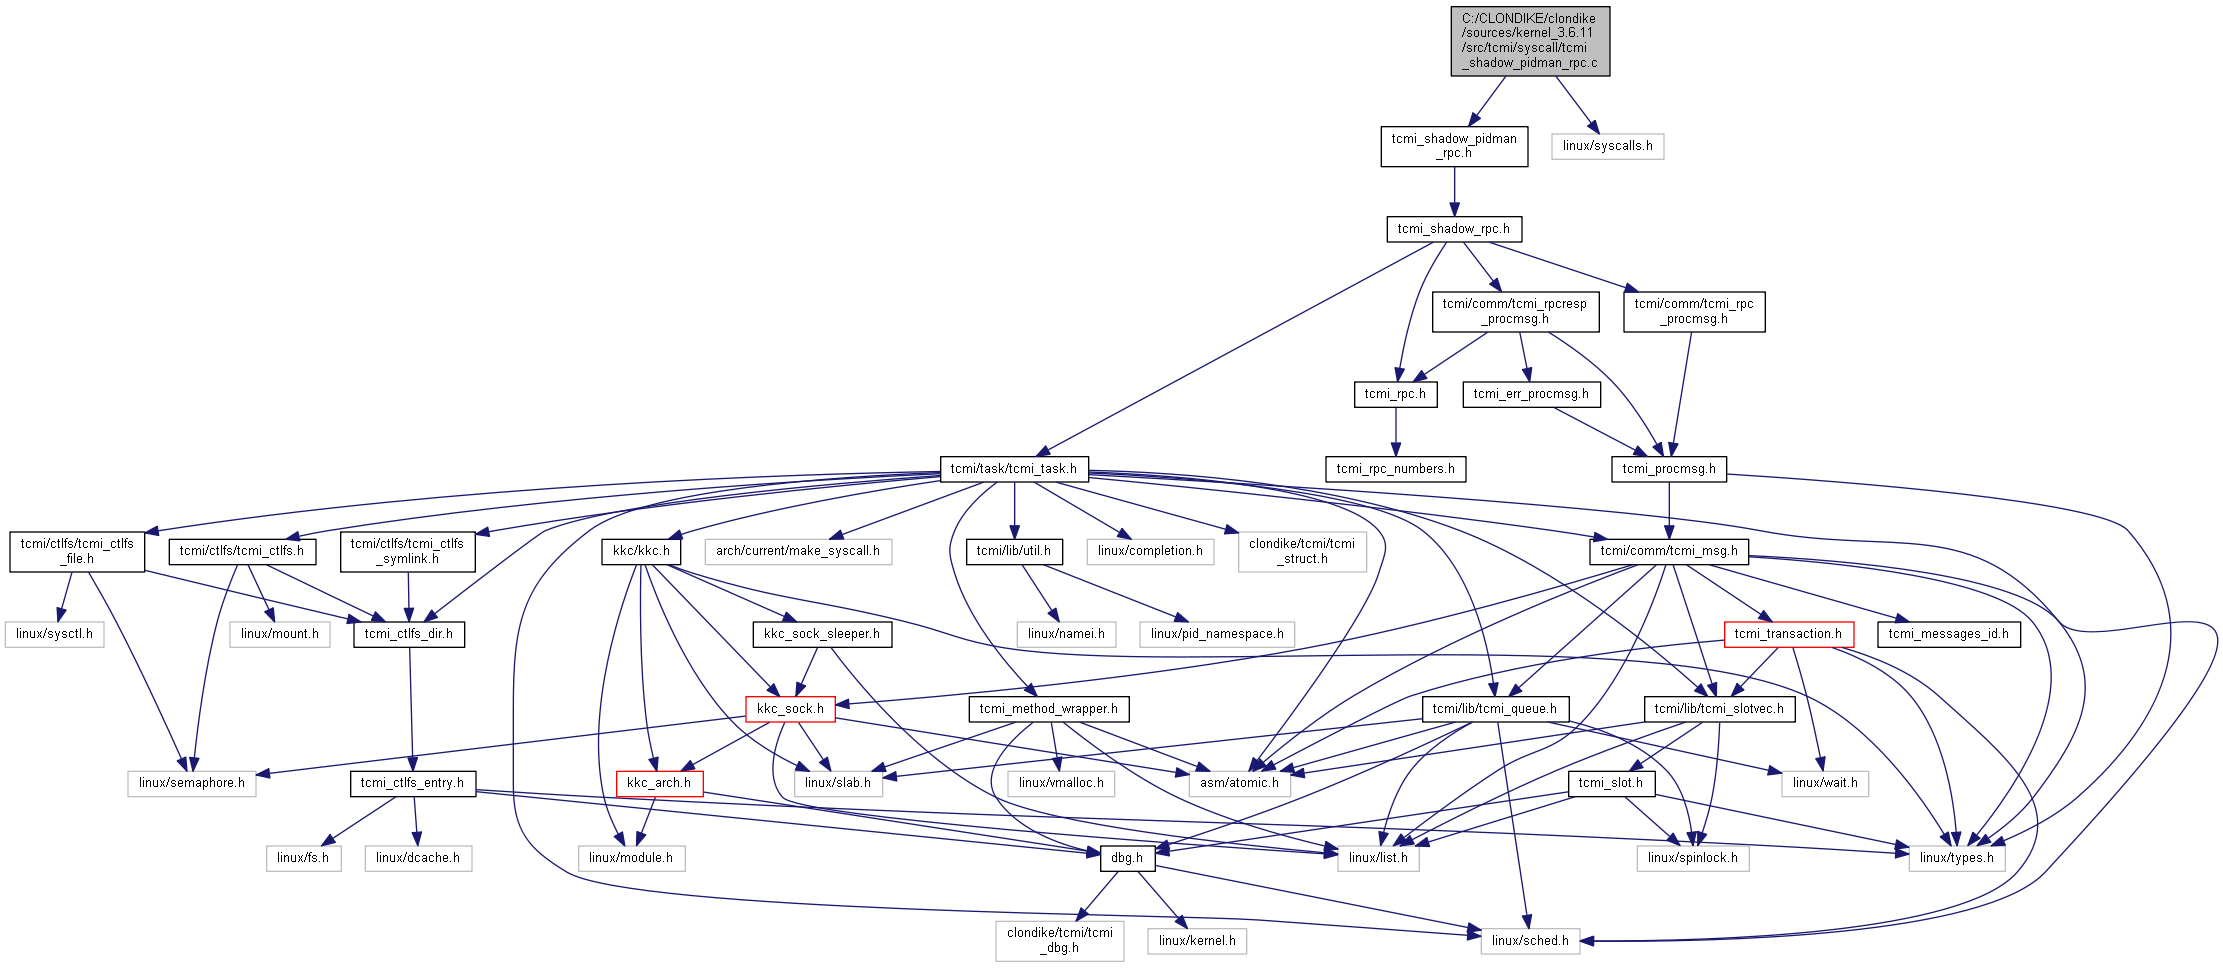 C:/CLONDIKE/clondike
/sources/kernel_3.6.11
/src/tcmi/syscall/tcmi
_shadow_pidman_rpc.c
tcmi_shadow_pidman
_rpc.h
linux/syscalls.h
tcmi_shadow_rpc.h
tcmi/comm/tcmi_rpcresp
_procmsg.h
tcmi/comm/tcmi_rpc
_procmsg.h
tcmi_rpc.h
tcmi_err_procmsg.h
tcmi/task/tcmi_task.h
tcmi_rpc_numbers.h
tcmi_procmsg.h
tcmi/ctlfs/tcmi_ctlfs
_file.h
tcmi/ctlfs/tcmi_ctlfs.h
tcmi/ctlfs/tcmi_ctlfs
_symlink.h
kkc/kkc.h
arch/current/make_syscall.h
tcmi/lib/util.h
linux/completion.h
clondike/tcmi/tcmi
_struct.h
tcmi/comm/tcmi_msg.h
linux/sysctl.h
linux/mount.h
tcmi_ctlfs_dir.h
kkc_sock_sleeper.h
linux/namei.h
linux/pid_namespace.h
tcmi_transaction.h
tcmi_messages_id.h
kkc_sock.h
tcmi_method_wrapper.h
tcmi/lib/tcmi_queue.h
tcmi/lib/tcmi_slotvec.h
linux/semaphore.h
tcmi_ctlfs_entry.h
kkc_arch.h
linux/slab.h
linux/vmalloc.h
asm/atomic.h
tcmi_slot.h
linux/wait.h
linux/fs.h
linux/dcache.h
linux/module.h
dbg.h
linux/list.h
linux/spinlock.h
linux/types.h
clondike/tcmi/tcmi
_dbg.h
linux/kernel.h
linux/sched.h